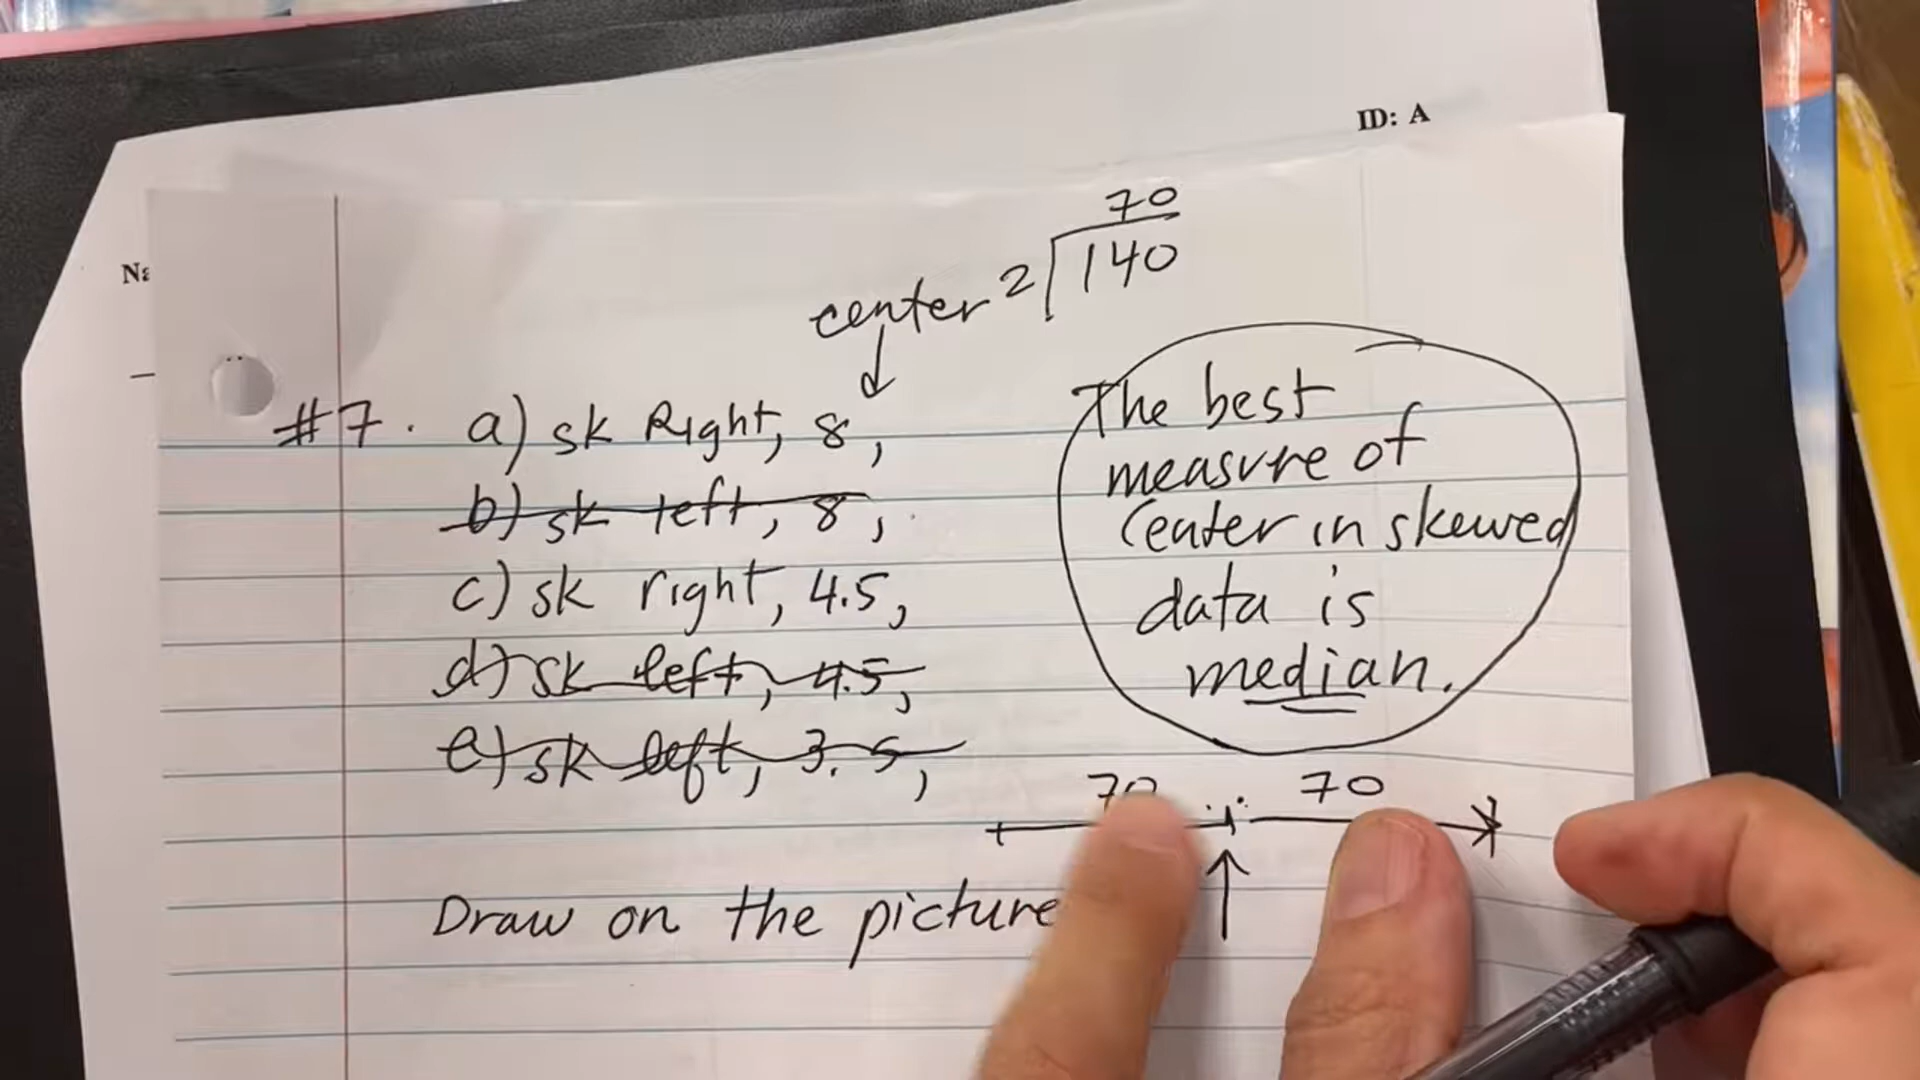 ID: A
Na
70
center 2 140
#7. a) sk Right, 8,
b) sk left, 8,
c) sk right, 4.5,
d) sk left, 4.5,
e) sk left, 3.5,
The best
measure of
Center in skewed
data is
median.
70 70
Draw on the picture